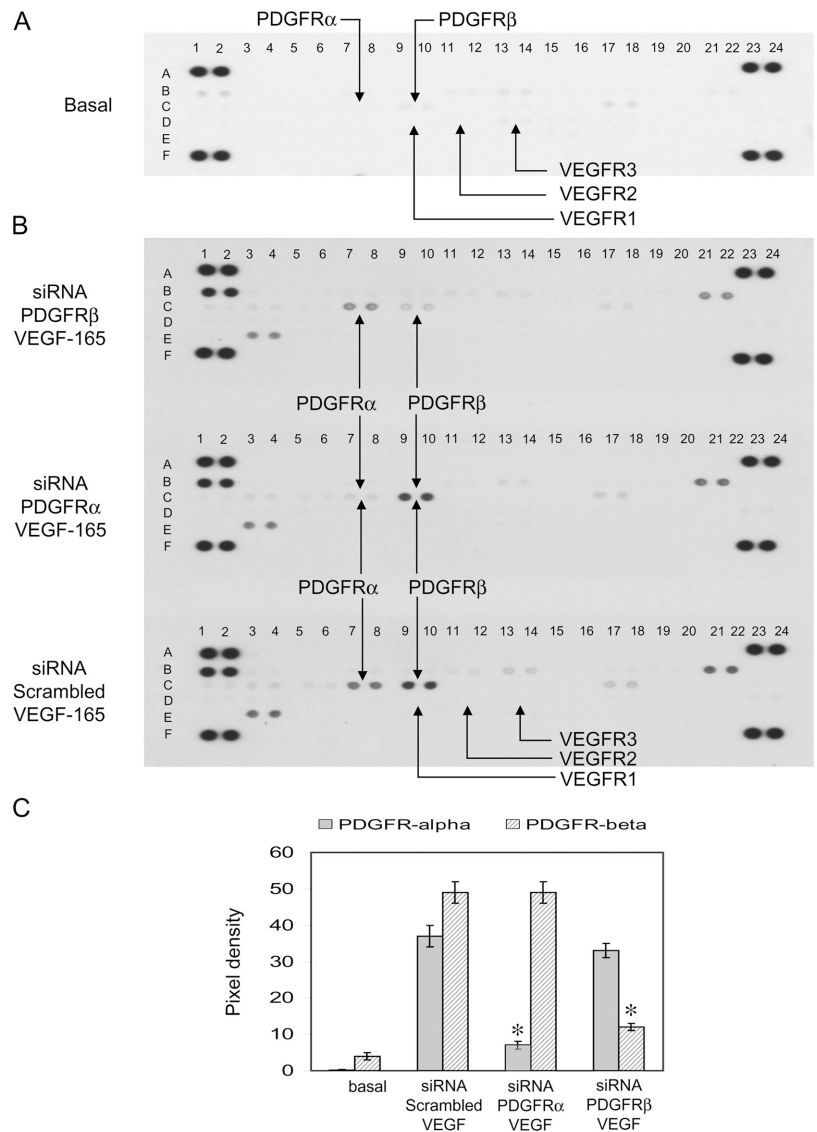 A
PDGFRα PDGFRβ
1 2 3 4 5 6 7 8 9 10 11 12 13 14 15 16 17 18 19 20 21 22 23 24
A
B
C
D
E
F
Basal
VEGFR3
VEGFR2
VEGFR1
B
1 2 3 4 5 6 7 8 9 10 11 12 13 14 15 16 17 18 19 20 21 22 23 24
A
B
C
D
E
F
siRNA
PDGFRβ
VEGF-165
PDGFRα PDGFRβ
1 2 3 4 5 6 7 8 9 10 11 12 13 14 15 16 17 18 19 20 21 22 23 24
A
B
C
D
E
F
siRNA
PDGFRα
VEGF-165
PDGFRα PDGFRβ
1 2 3 4 5 6 7 8 9 10 11 12 13 14 15 16 17 18 19 20 21 22 23 24
A
B
C
D
E
F
siRNA
Scrambled
VEGF-165
VEGFR3
VEGFR2
VEGFR1
C
PDGFR-alpha PDGFR-beta
Pixel density
60
50
40
30
20
10
0
* *
basal siRNA siRNA siRNA
Scrambled PDGFRα PDGFRβ
VEGF VEGF VEGF